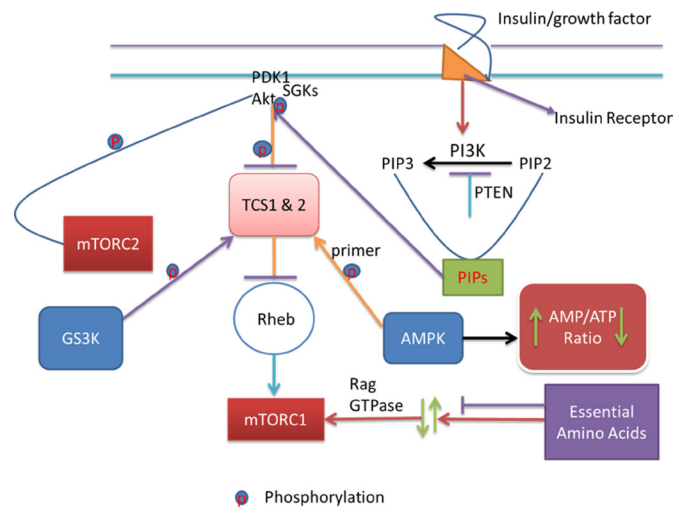 Insulin/growth factor
PDK1
SGKs
Akt
p
Insulin Receptor
P
p
PI3K
PIP3
PIP2
PTEN
TCS1 & 2
mTORC2
primer
p
p
PIPs
GS3K
Rheb
AMPK
AMP/ATP
Ratio
Rag
GTPase
mTORC1
Essential
Amino Acids
p Phosphorylation